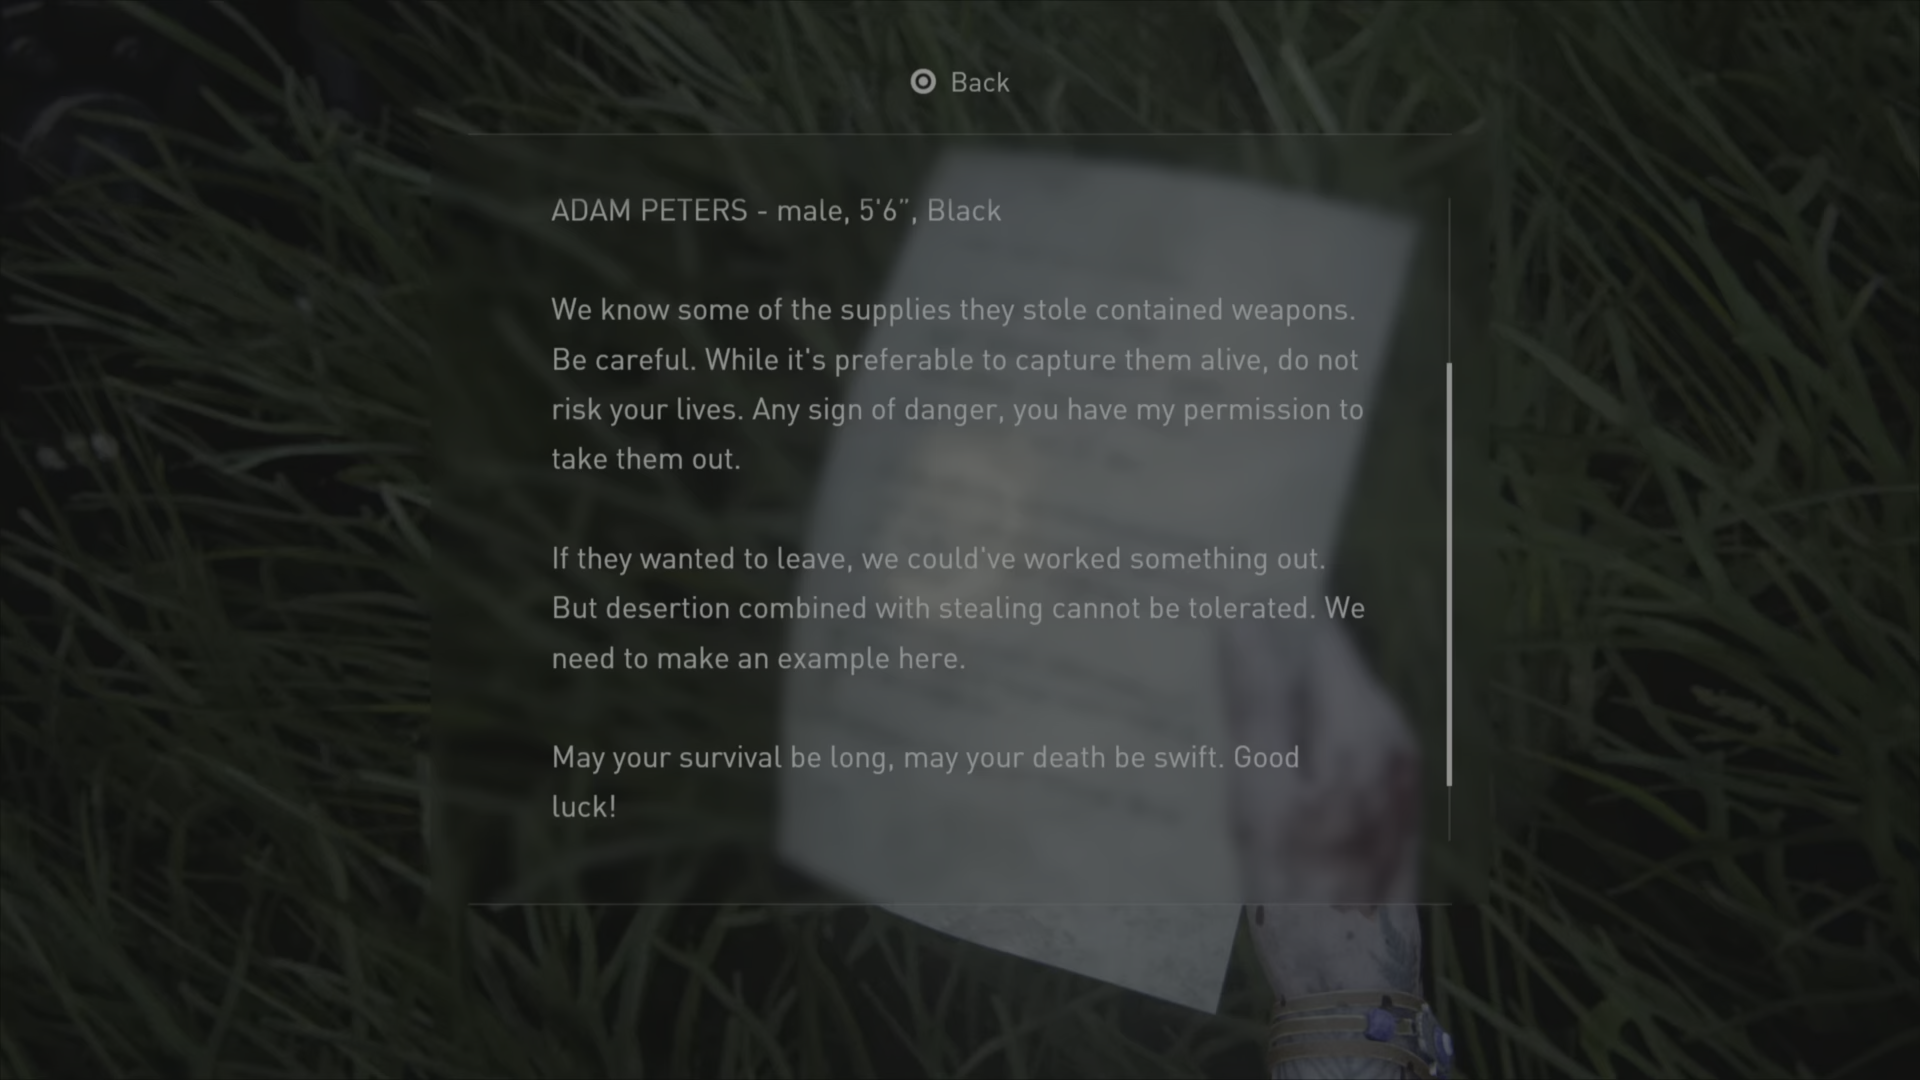 Back
ADAM PETERS - male, 5'6”, Black
We know some of the supplies they stole contained weapons.
Be careful. While it's preferable to capture them alive, do not
risk your lives. Any sign of danger, you have my permission to
take them out.
If they wanted to leave, we could've worked something out.
But desertion combined with stealing cannot be tolerated. We
need to make an example here.
May your survival be long, may your death be swift. Good
luck!